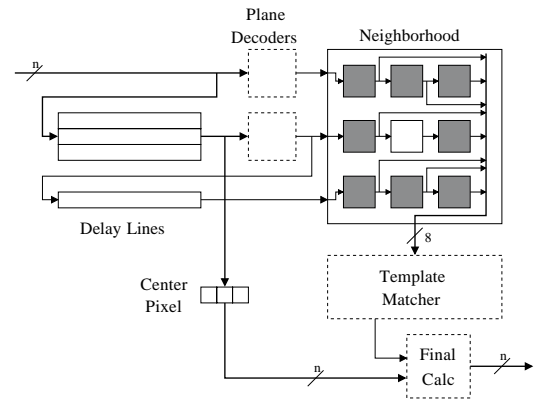 Plane
Decoders
Neighborhood
n
Delay Lines
8
Center
Pixel
Template
Matcher
Final
Calc
n
n